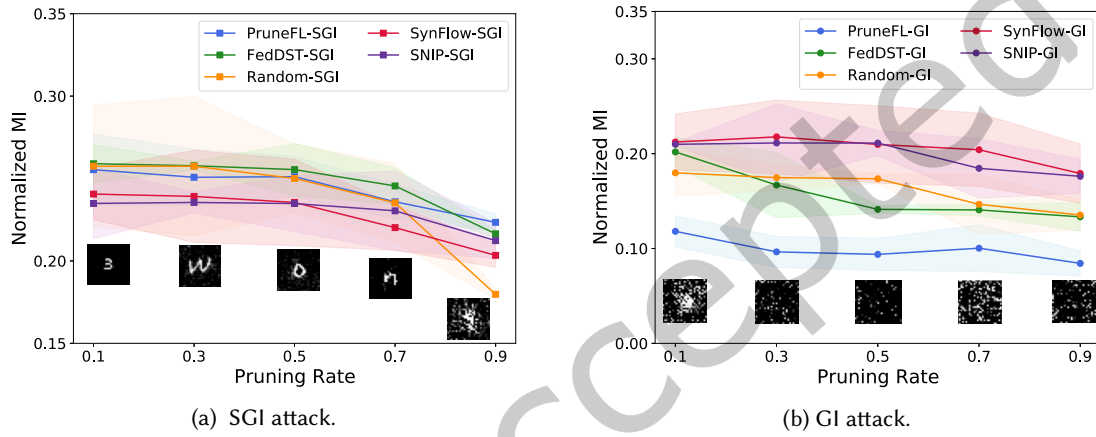 0.35
0.30
0.20
0.15
Normalized MI
PruneFL-SGI
FedDST-SGI
Random-SGI
SynFlow-SGI
SNIP-SGI
3
W
0.1 0.3 0.5 0.7 0.9
Pruning Rate
(a) SGI attack.
0.35
0.30
0.20
0.10
0.00
Normalized MI
PruneFL-GI
FedDST-GI
Random-GI
SynFlow-GI
SNIP-GI
0.1 0.3 0.5 0.7 0.9
Pruning Rate
(b) GI attack.
ccepted